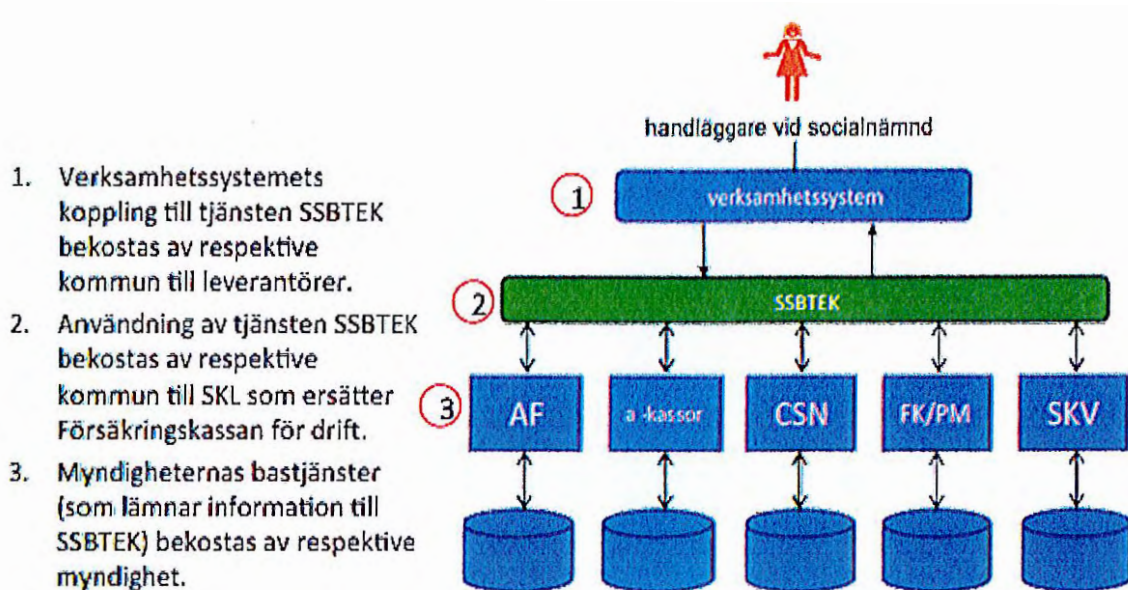 handläggare vid socialnämnd
1
verksamhetssystem
2
SSBTEK
3
AF
a -kassor
CSN
FK/PM
SKV
1. Verksamhetssystemets
koppling till tjänsten SSBTEK
bekostas av respektive
kommun till leverantörer.
2. Användning av tjänsten SSBTEK
bekostas av respektive
kommun till SKL som ersätter
Försäkringskassan för drift.
3. Myndigheternas bastjänster
(som lämnar information till
SSBTEK) bekostas av respektive
myndighet.